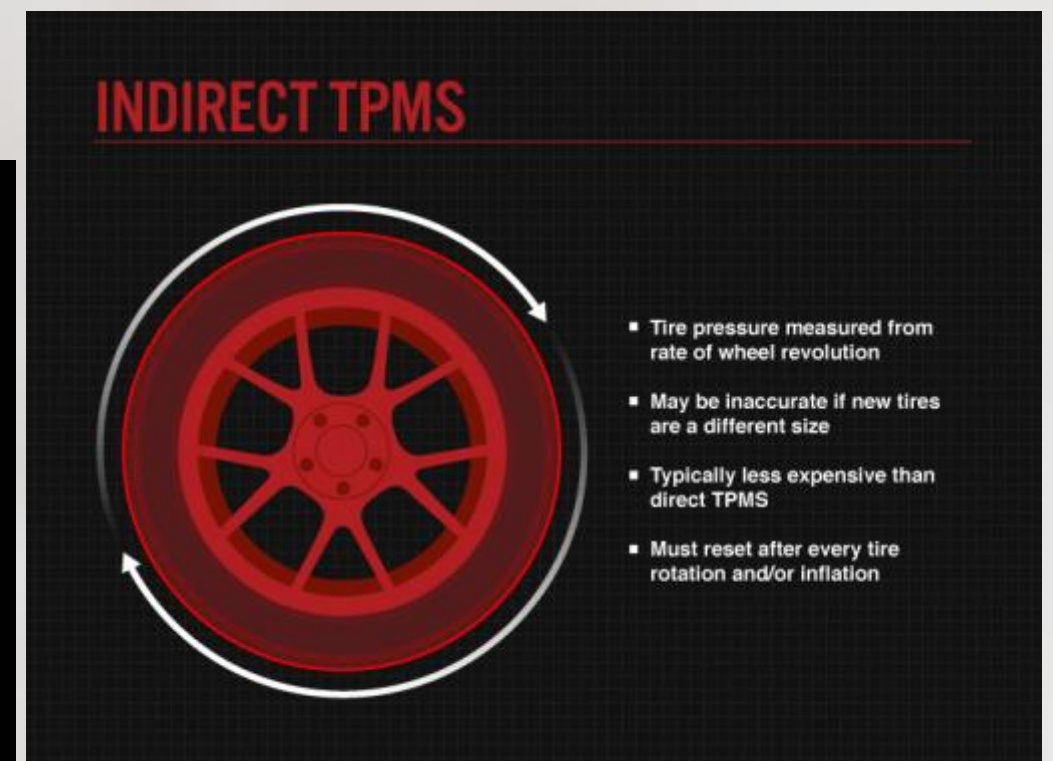 INDIRECT TPMS
▪ Tire pressure measured from
rate of wheel revolution
▪ May be inaccurate if new tires
are a different size
▪ Typically less expensive than
direct TPMS
▪ Must reset after every tire
rotation and/or inflation